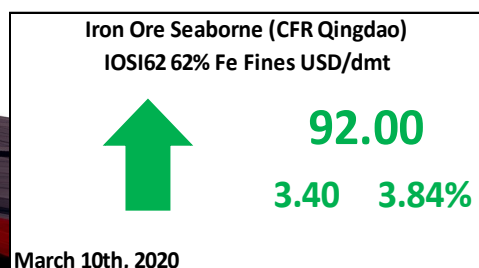 Iron Ore Seaborne (CFR Qingdao)
IOSI62 62% Fe Fines USD/dmt
92.00
3.40 3.84%
March 10th, 2020